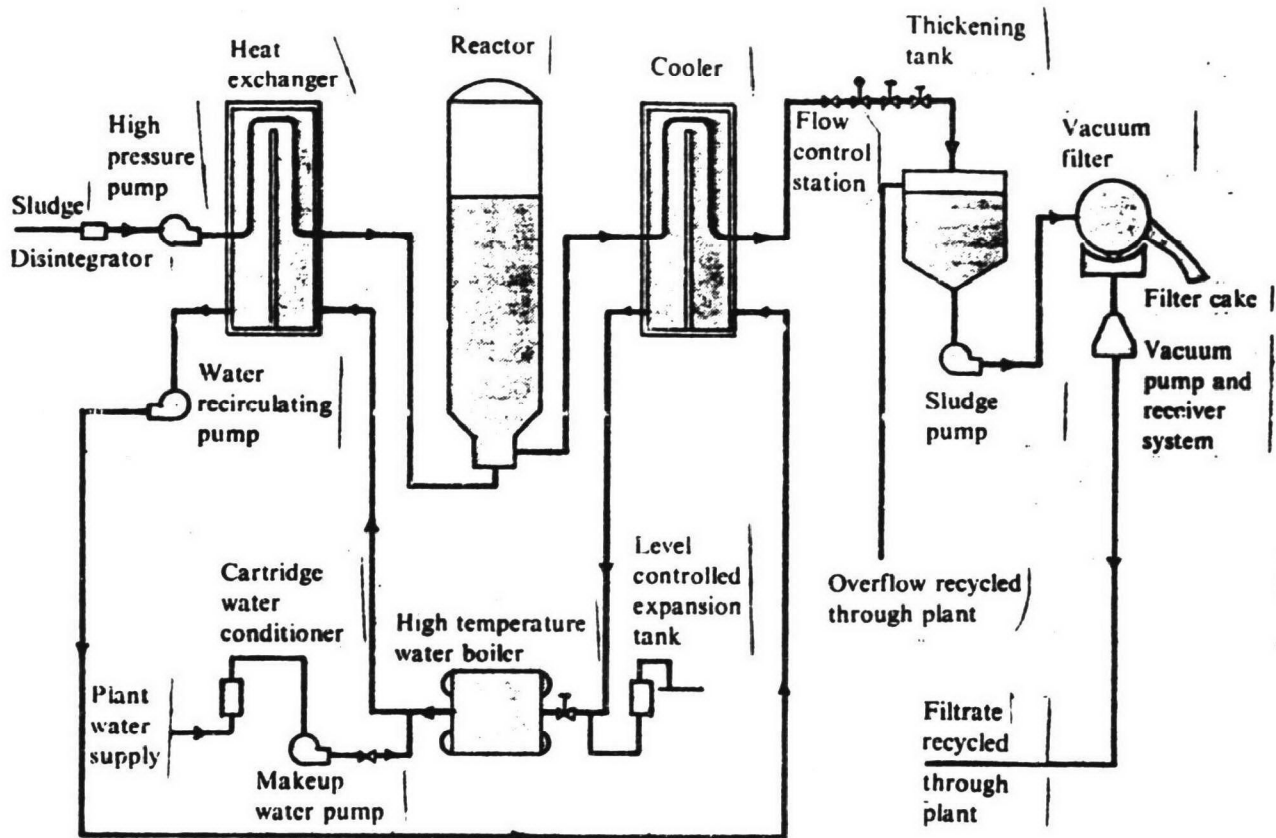 Heat
exchanger
Reactor
Cooler
Thickening
tank
High
pressure
pump
Flow
control
station
Vacuum
filter
Sludge
Disintegrator
Filter cake
Water
recirculating
pump
Sludge
pump
Vacuum
pump and
receiver
system
Cartridge
water
conditioner
High temperature
water boiler
Level
controlled
expansion
tank
Overflow recycled
through plant
Plant
water
supply
Makeup
water pump
Filtrate
recycled
through
plant